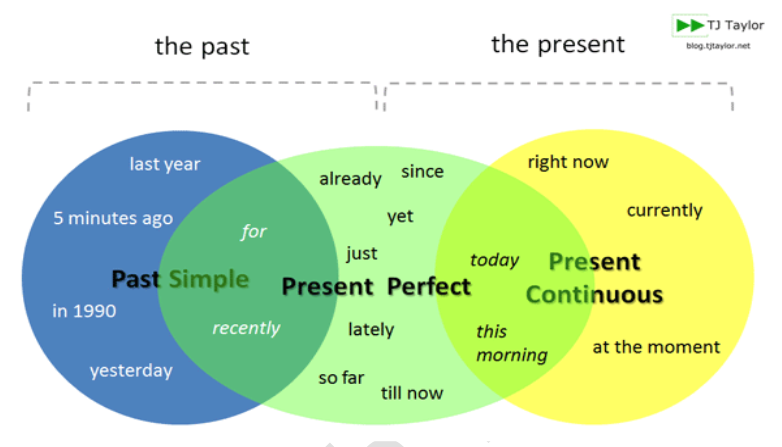 the past
the present
TJ Taylor
blog.tjtaylor.net
last year
already
since
right now
5 minutes ago
for
yet
currently
just
today
Past Simple
Present Perfect
Present
Continuous
in 1990
recently
lately
this
morning
at the moment
yesterday
so far
till now